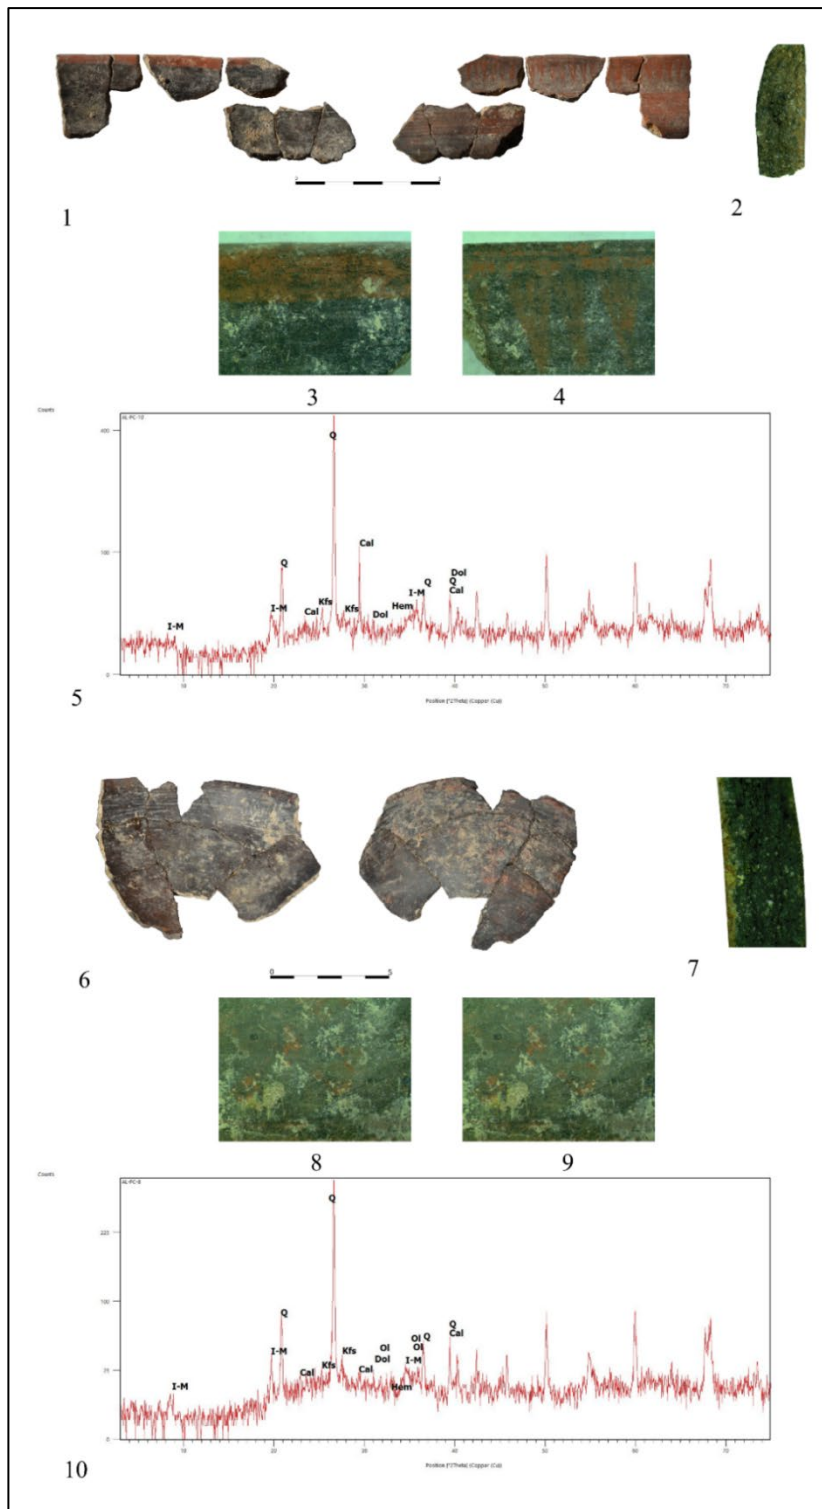 1
2
3
4
Counts
AL-PC-12
400
100
0
I-M
I-M
Q
Cal
Kfs
Q
Kfs
Cal
Dol
Hem
I-M
Q
Dol
Q
Cal
10
20
30
40
50
60
70
Position [°2Theta] (Copper (Cu))
5
0
5
6
7
8
9
Counts
AL-PC-8
I-M
I-M
Q
Cal
Kfs
Q
Kfs
Cal
Ol
Dol
Hem
Ol
Ol
I-M
Q
Q
Cal
10
20
30
40
50
60
70
Position [°2Theta] (Copper (Cu))
10